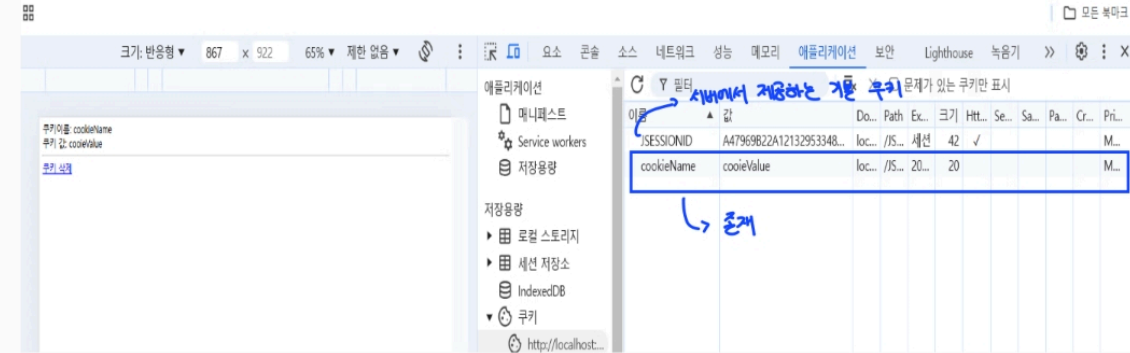 모든 북마크
크기: 반응형 ▼ 867 x 922 65% ▼ 제한 없음 ▼
요소 콘솔 소스 네트워크 성능 메모리 애플리케이션 보안 Lighthouse 녹음기
애플리케이션
매니페스트
Service workers
저장용량
저장용량
로컬 스토리지
세션 저장소
IndexedDB
쿠키
http://localhost:...
필터
문제가 있는 쿠키만 표시
서버에서 제공하는 기본 쿠키
이름 ▲ 값 Do... Path Ex... 크기 Htt... Se... Sa... Pa... Cr... Pri...
JSESSIONID A47969B22A12132953348... loc... /JS... 세션 42 ✓ M...
cookieName cooieValue loc... /JS... 20... 20 M...
존재
쿠키이름: cookieName
쿠키 값: cooieValue
쿠키 삭제